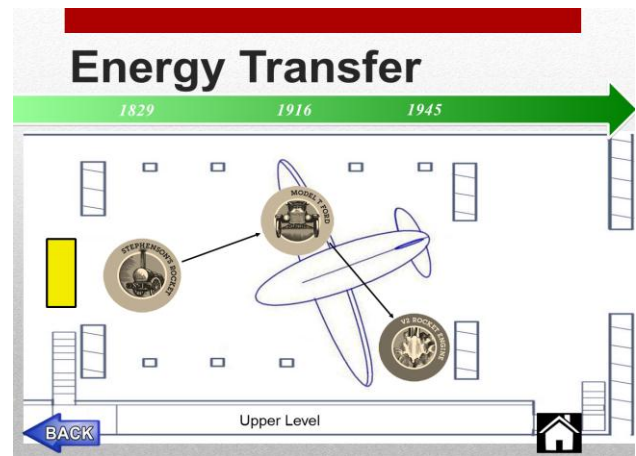 Energy Transfer
1829 1916 1945
MODEL T FORD
STEPHENSON'S ROCKET
V2 ROCKET ENGINE
Upper Level
BACK